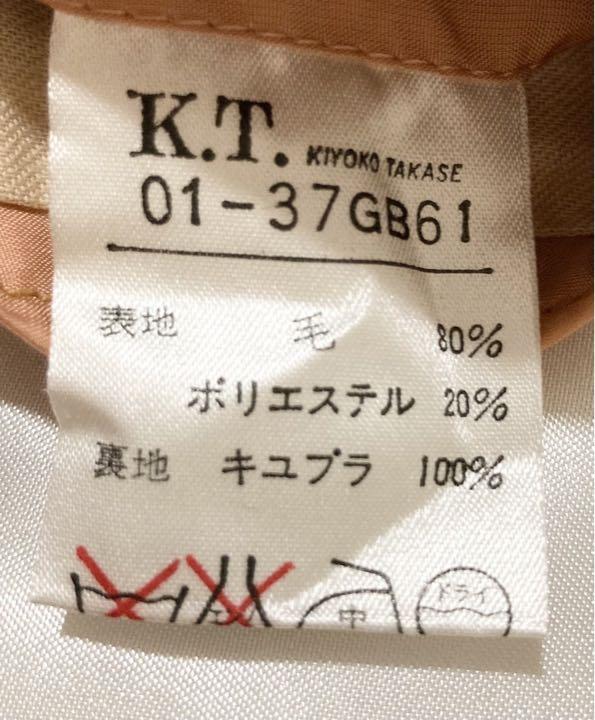 K.T. KIYOKO TAKASE
01-37GB61
表地 毛 80%
ポリエステル 20%
裏地 キユプラ 100%
中 ドライ